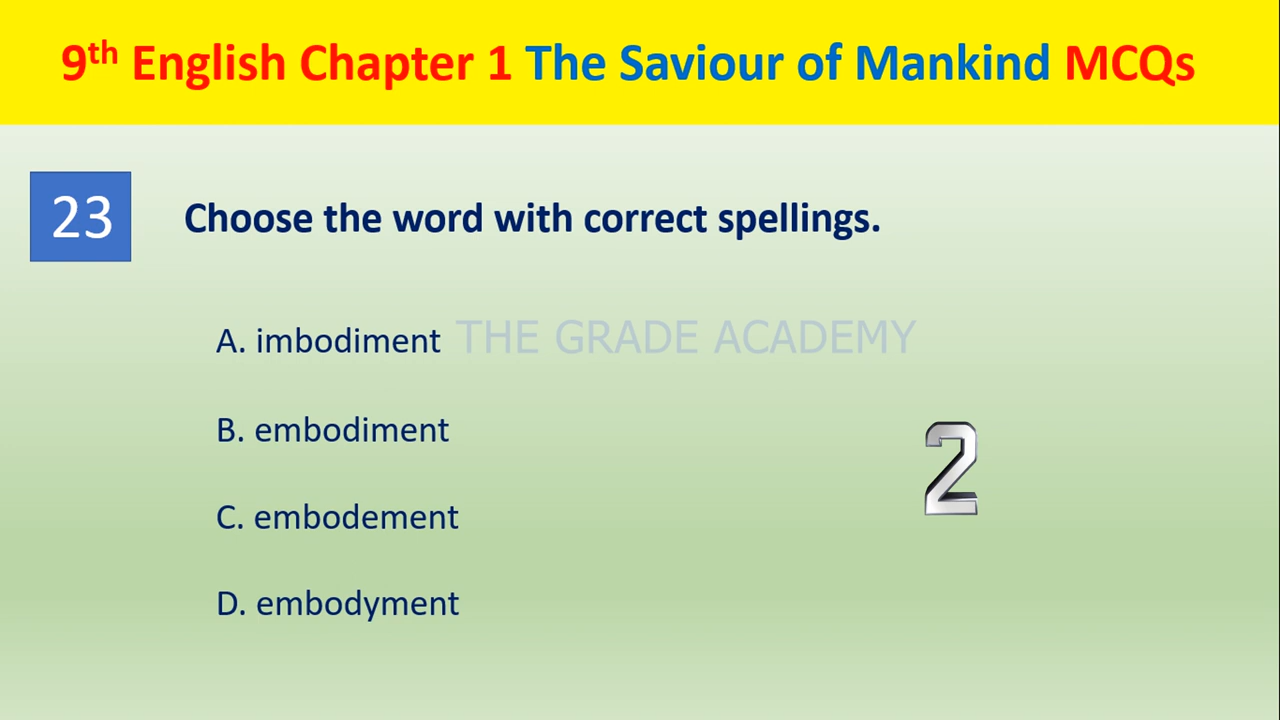 9th English Chapter 1 The Saviour of Mankind MCQs
23
Choose the word with correct spellings.
A. imbodiment
THE GRADE ACADEMY
B. embodiment
2
C. embodement
D. embodyment